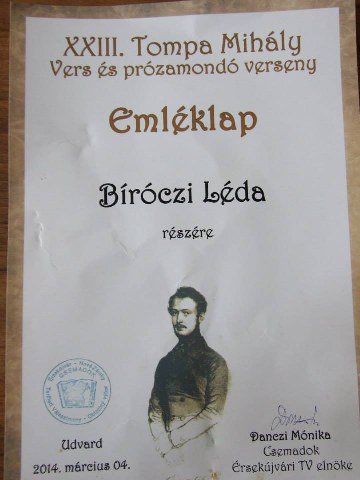 XXIII. Tompa Mihály
Vers és prózamondó verseny
Emléklap
Bíróczi Léda
részére
CSEMADOK
Udvard
2014. március 04.
Danczi Mónika
Csemadok
Érsekújvári TV elnöke